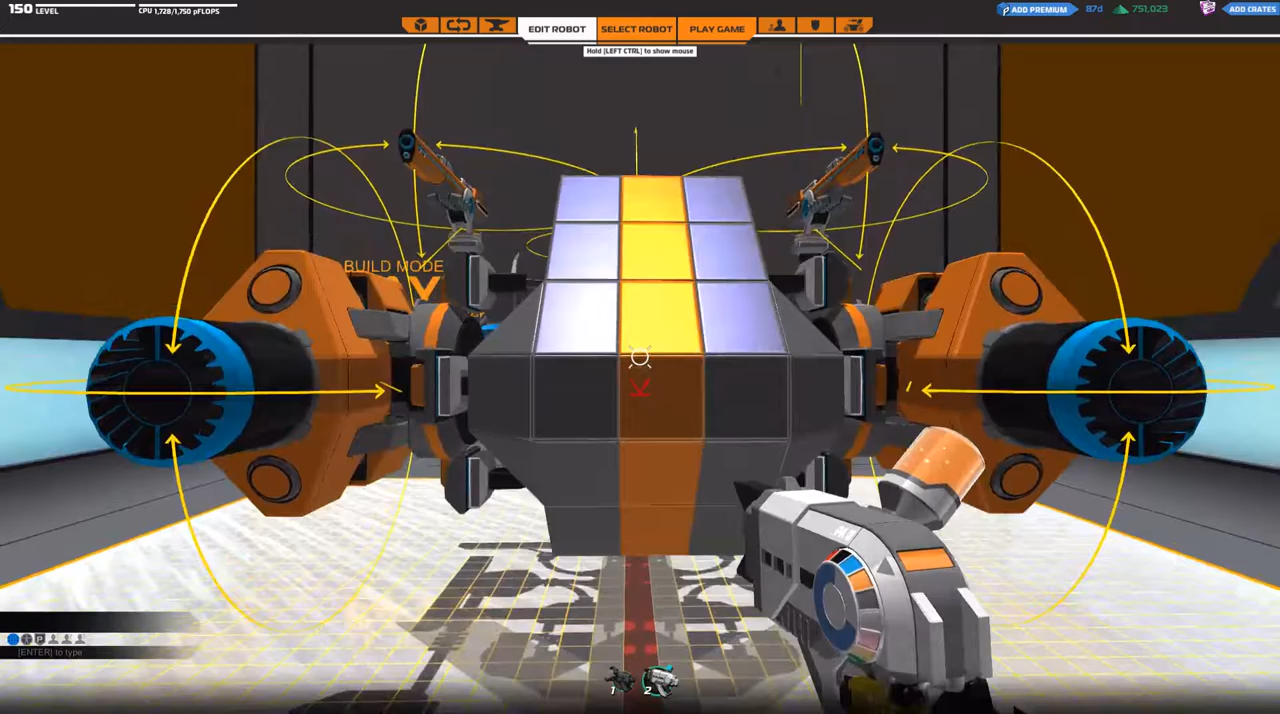 150 LEVEL
CPU 1,728/1,750 pFLOPS
EDIT ROBOT
SELECT ROBOT
PLAY GAME
P ADD PREMIUM
87d
751,023
ADD CRATES
Hold [LEFT CTRL] to show mouse
BUILD MODE
P
[ENTER] to type
1
2